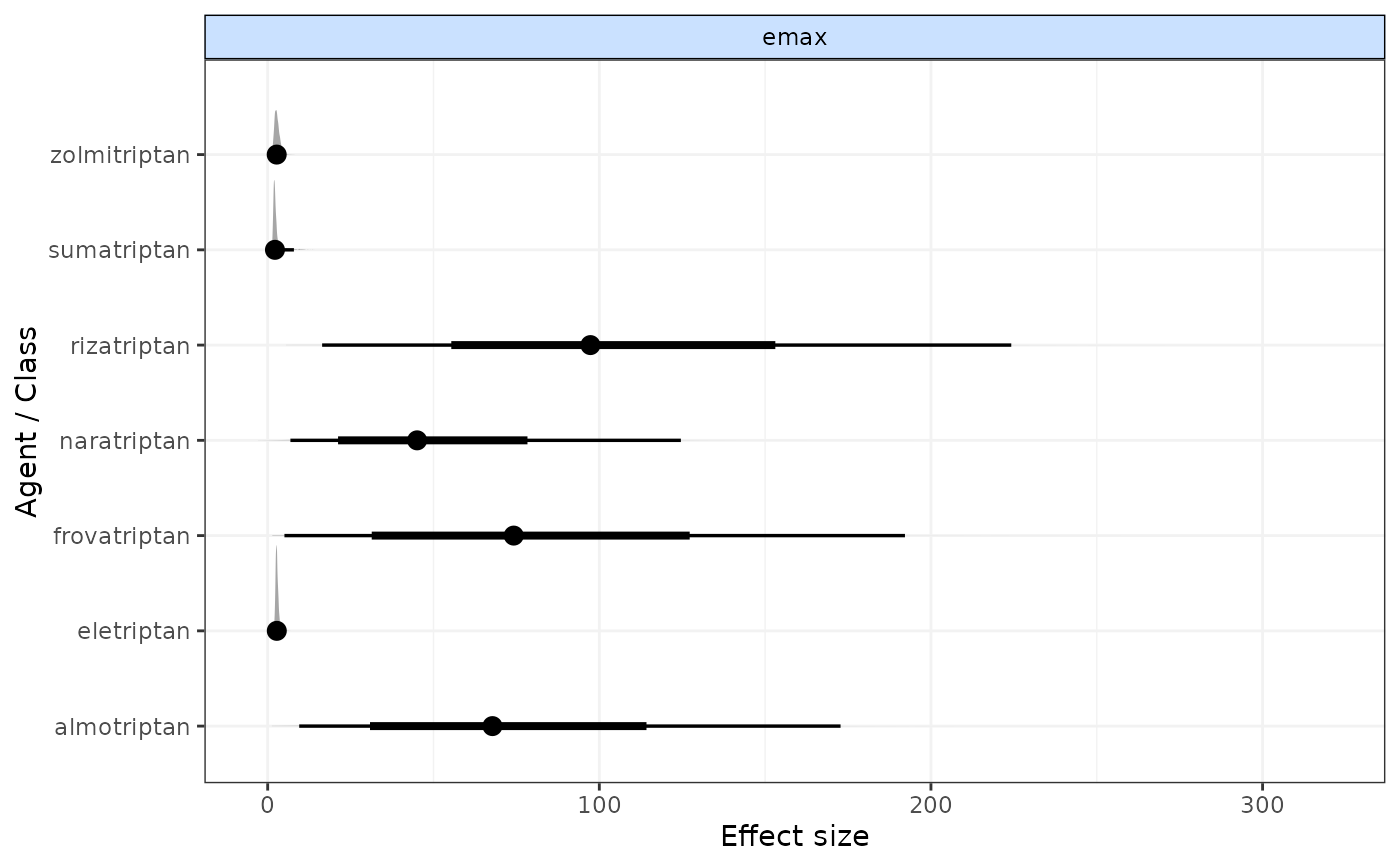 emax
Agent / Class
zolmitriptan
sumatriptan
rizatriptan
naratriptan
frovatriptan
eletriptan
almotriptan
0 100 200 300
Effect size